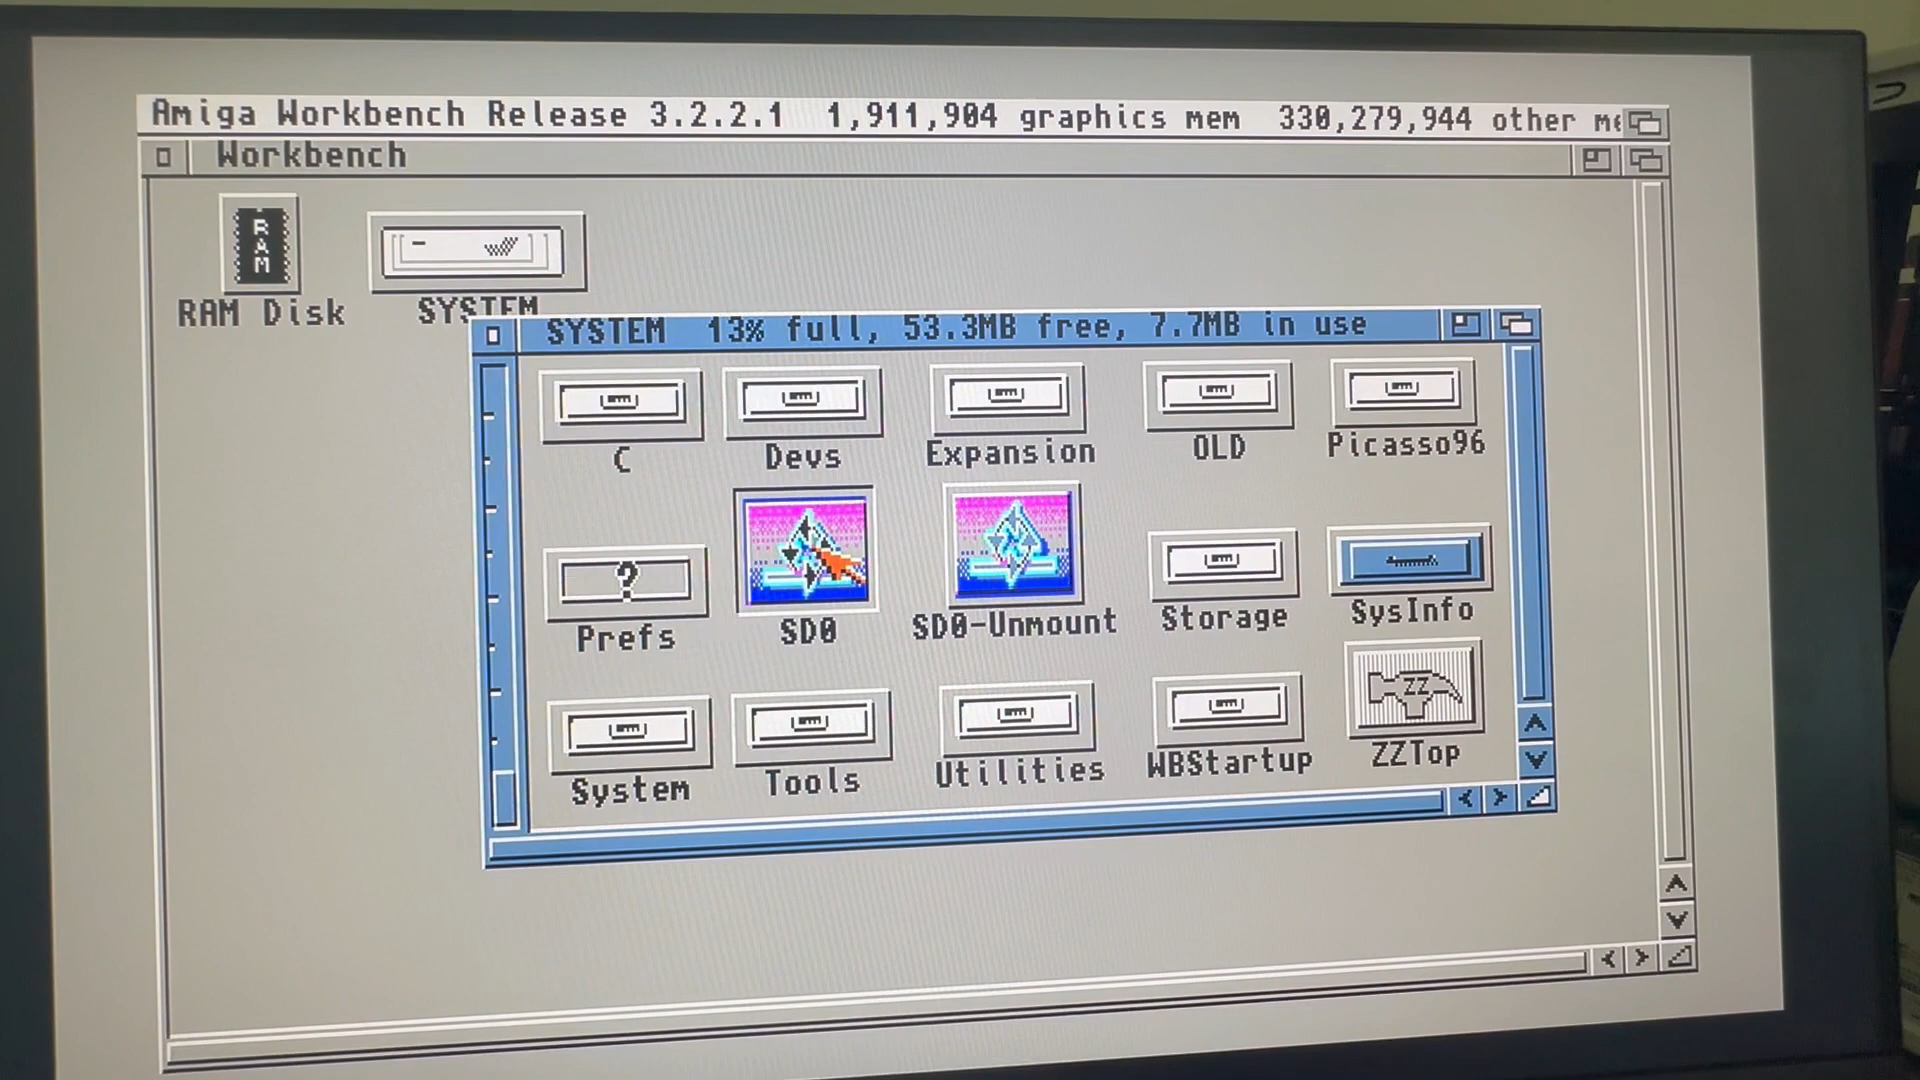 Amiga Workbench Release 3.2.2.1 1,911,904 graphics mem 330,279,944 other me
Workbench
RAM
RAM Disk
SYSTEM
SYSTEM 13% full, 53.3MB free, 7.7MB in use
C
Devs
Expansion
OLD
Picasso96
?
Prefs
SD0
SD0-Unmount
Storage
SysInfo
ZZ
System
Tools
Utilities
WBStartup
ZZTop